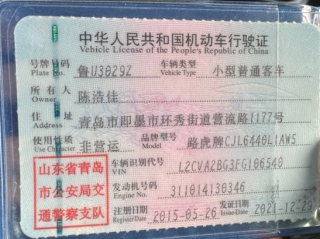 中华人民共和国机动车行驶证
Vehicle License of the People's Republic of China
号牌号码 鲁U3029Z 车辆类型 小型普通客车
Plate No. Vehicle Type
所有人 陈浩佳
Owner
住址 青岛市即墨市环秀街道营流路1177号
Address
使用性质 非营运 品牌型号 路虎牌CJL6440L1AWS
Use Character
山东省青岛
市公安局交
通警察支队
车辆识别代号 L2CVA2BG3FG106540
VIN
发动机号码 311014130346
Engine No.
注册日期 2015-05-26 发证日期 2021-12-29
Register Date Issue Date